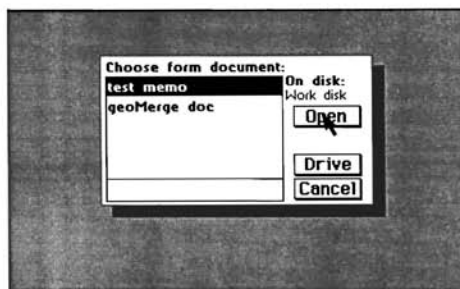 Choose form document:
test memo
geoMerge doc
On disk:
Work disk
Open
Drive
Cancel